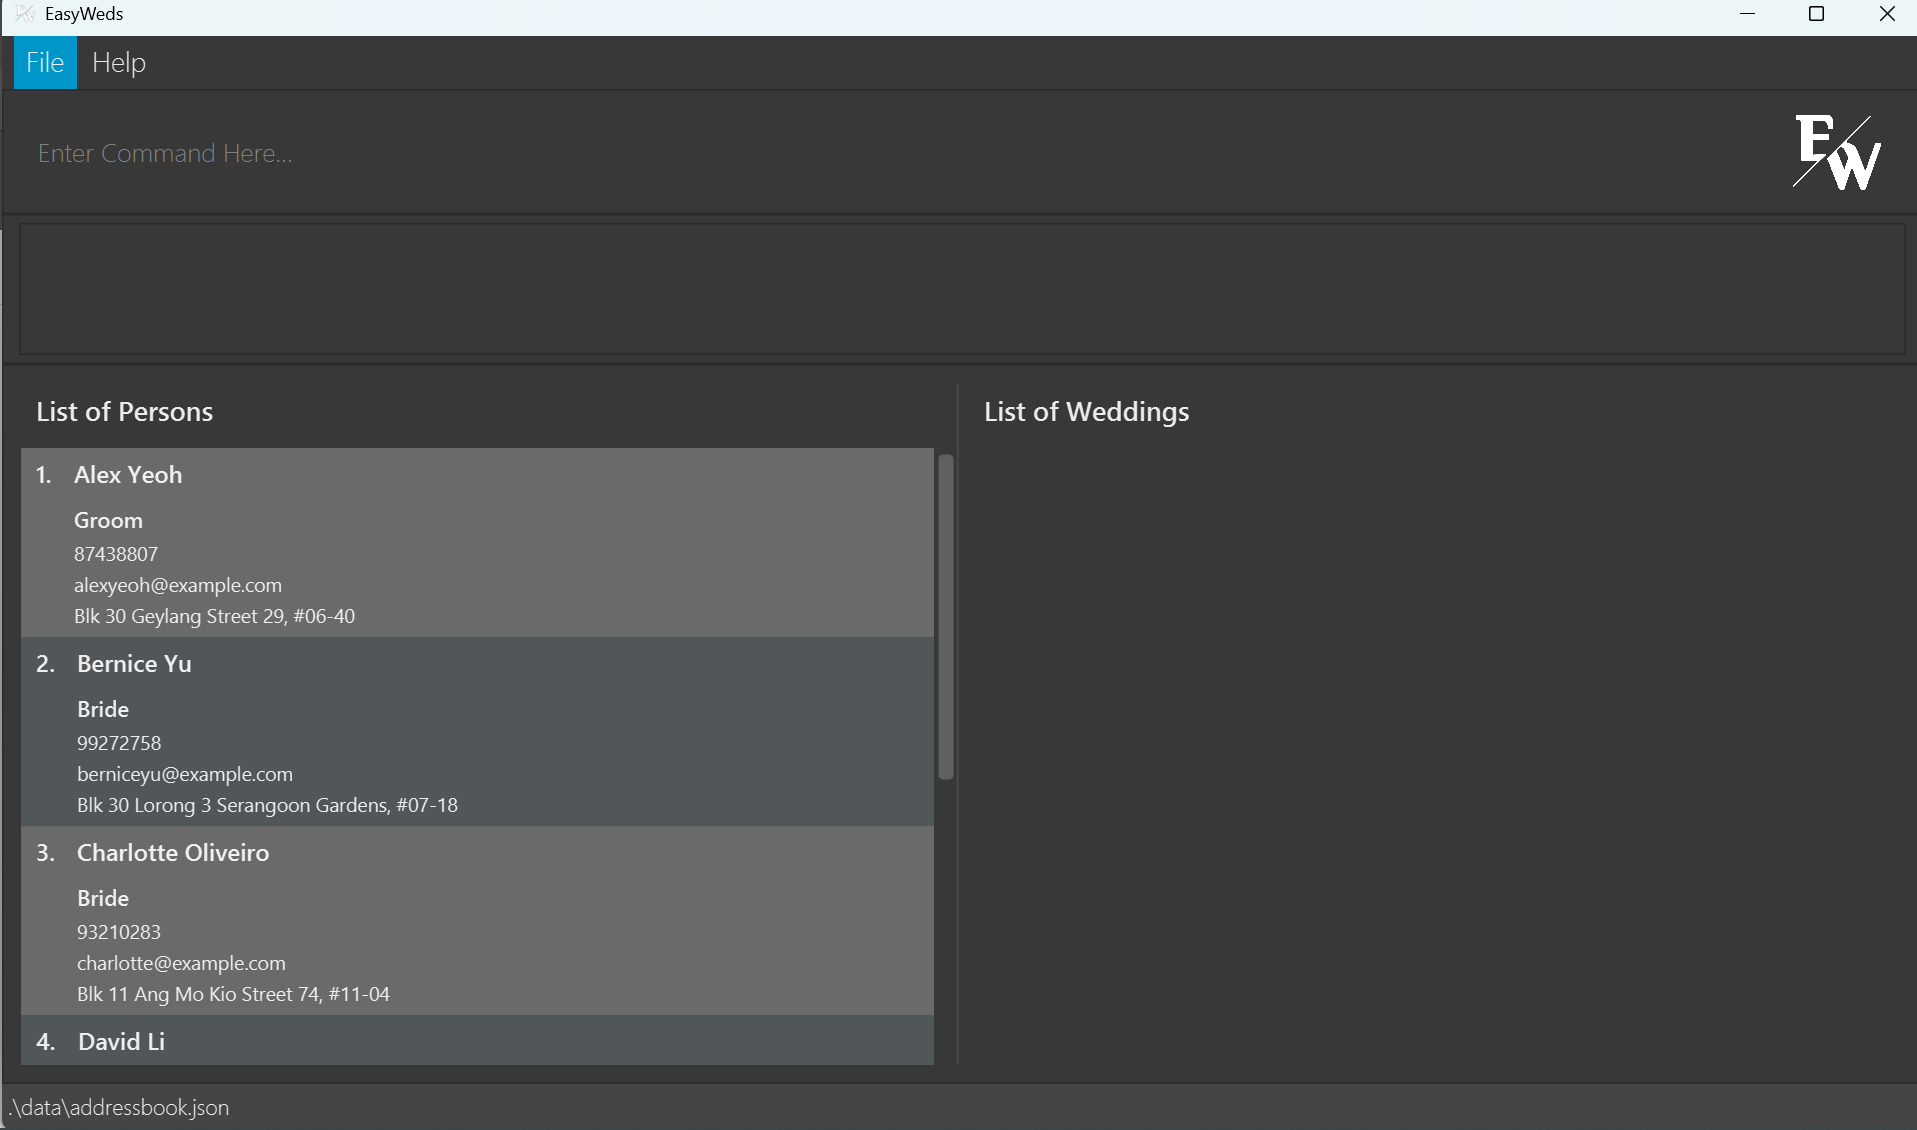 EasyWeds
File Help
Enter Command Here...
EW
List of Persons
1. Alex Yeoh
Groom
87438807
alexyeoh@example.com
Blk 30 Geylang Street 29, #06-40
2. Bernice Yu
Bride
99272758
berniceyu@example.com
Blk 30 Lorong 3 Serangoon Gardens, #07-18
3. Charlotte Oliveiro
Bride
93210283
charlotte@example.com
Blk 11 Ang Mo Kio Street 74, #11-04
4. David Li
List of Weddings
.\data\addressbook.json